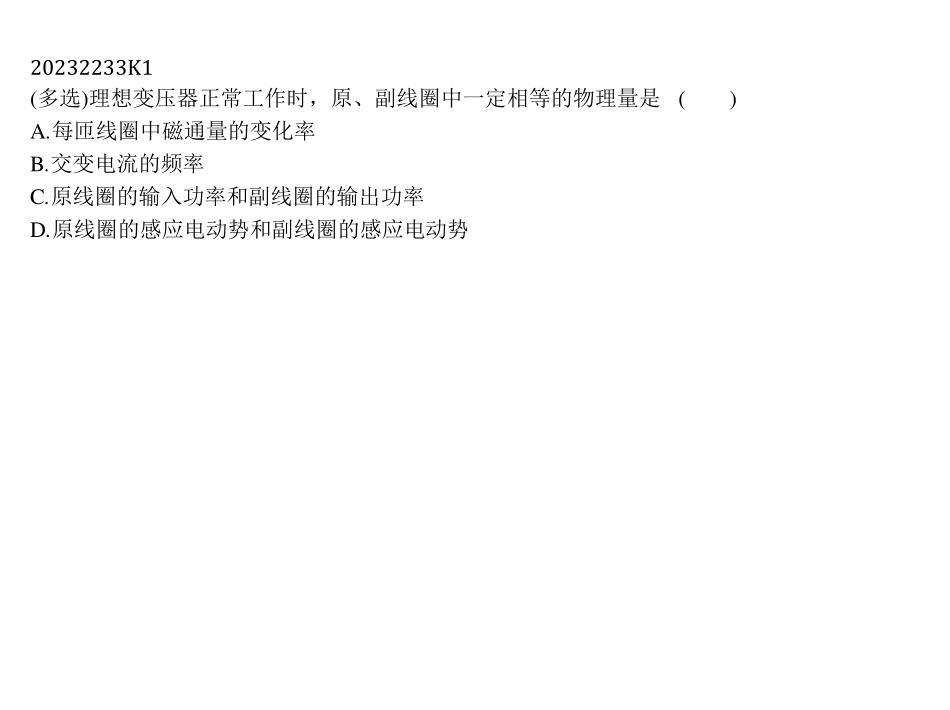 20232233K1
(多选)理想变压器正常工作时，原、副线圈中一定相等的物理量是 (　　)
A.每匝线圈中磁通量的变化率
B.交变电流的频率
C.原线圈的输入功率和副线圈的输出功率
D.原线圈的感应电动势和副线圈的感应电动势